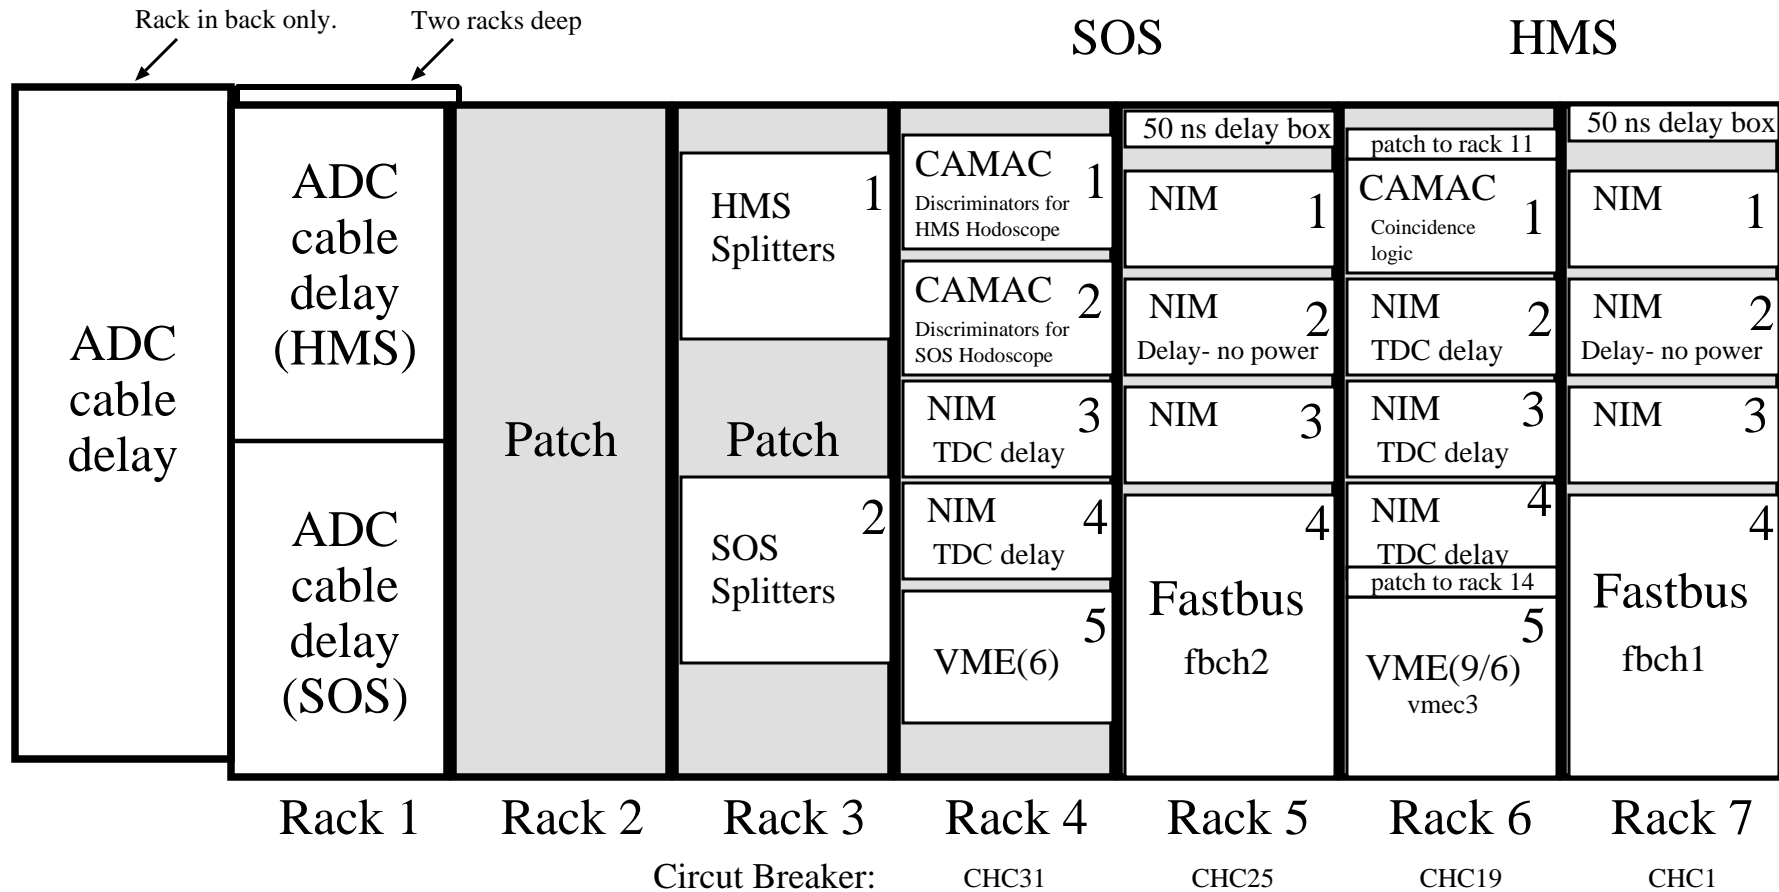 Rack in back only.
Two racks deep
SOS
HMS
ADC
cable
delay
ADC
cable
delay
(HMS)
ADC
cable
delay
(SOS)
Patch
HMS
Splitters
1
Patch
SOS
Splitters
2
CAMAC
1
Discriminators for
HMS Hodoscope
CAMAC
2
Discriminators for
SOS Hodoscope
NIM
3
TDC delay
NIM
4
TDC delay
5
VME(6)
50 ns delay box
NIM
1
NIM
2
Delay- no power
NIM
3
4
Fastbus
fbch2
patch to rack 11
CAMAC
1
Coincidence
logic
NIM
2
TDC delay
NIM
3
TDC delay
NIM
4
TDC delay
patch to rack 14
5
VME(9/6)
vmec3
50 ns delay box
NIM
1
NIM
2
Delay- no power
NIM
3
4
Fastbus
fbch1
Rack 1
Rack 2
Rack 3
Rack 4
Rack 5
Rack 6
Rack 7
Circut Breaker:
CHC31
CHC25
CHC19
CHC1